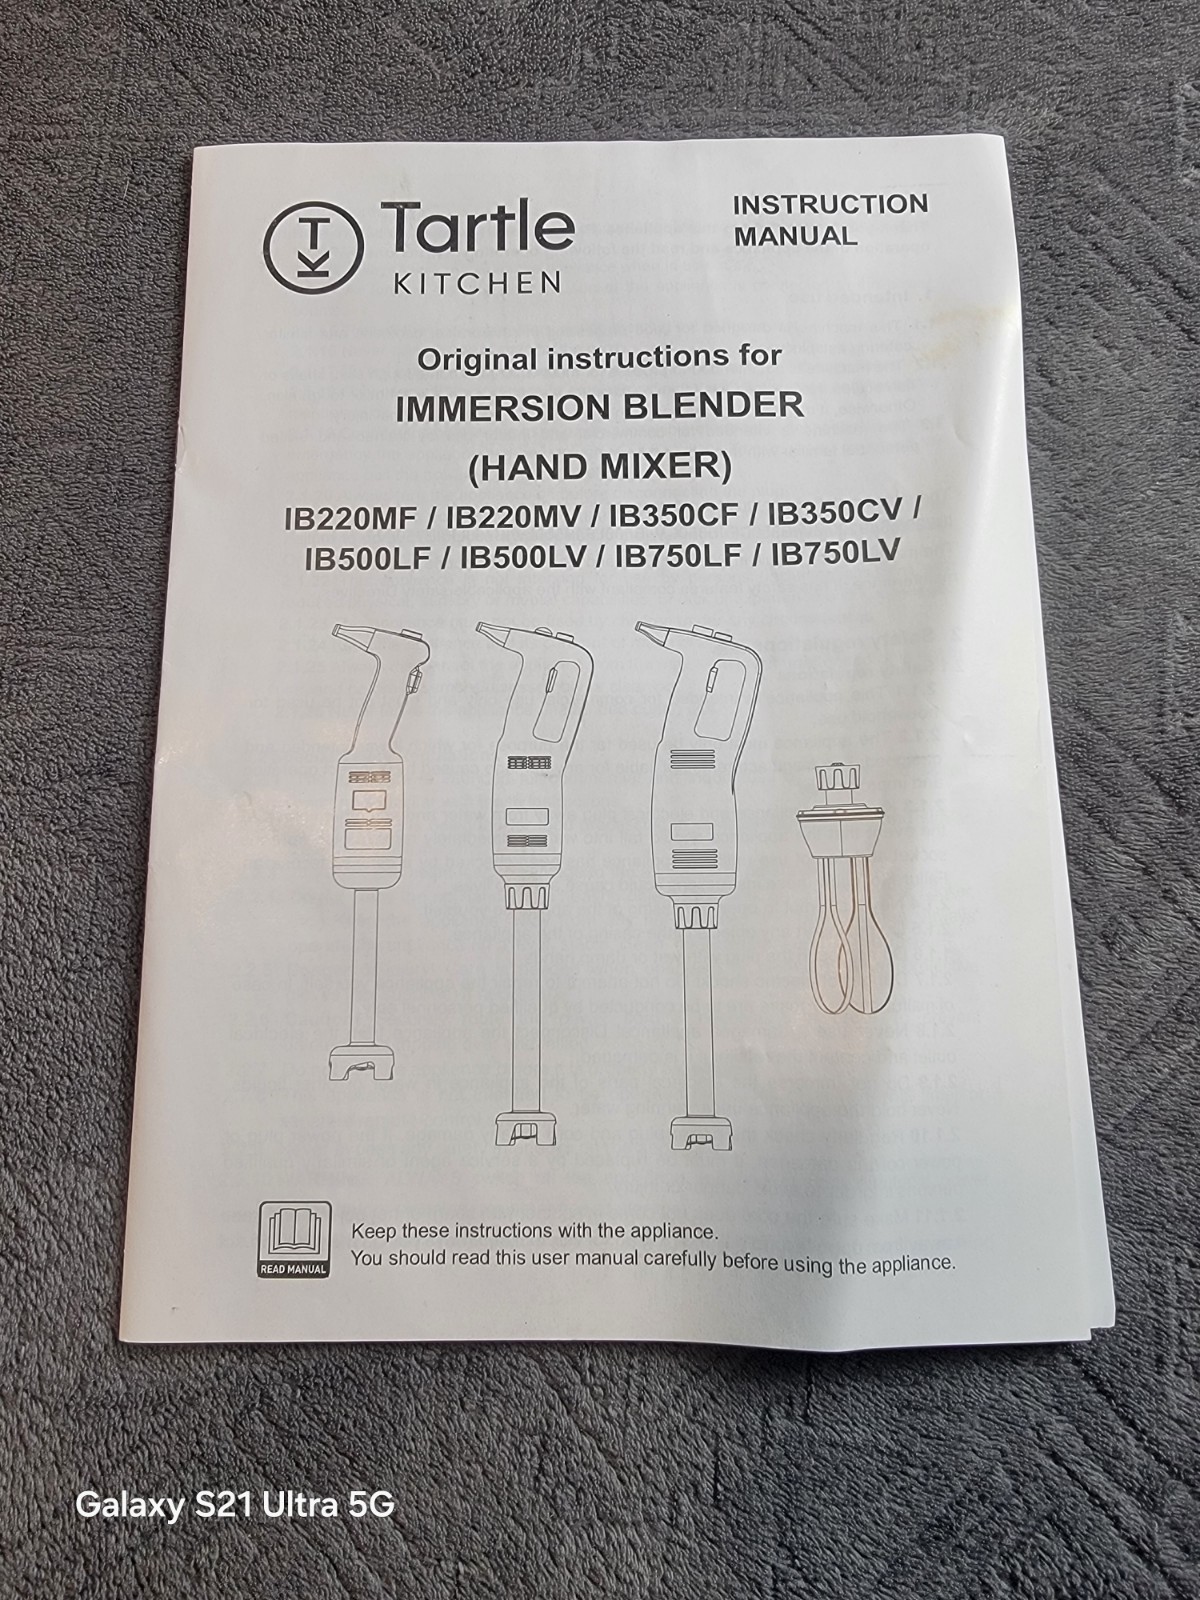 TK
Tartle
KITCHEN
INSTRUCTION
MANUAL
Original instructions for
IMMERSION BLENDER
(HAND MIXER)
IB220MF / IB220MV / IB350CF / IB350CV /
IB500LF / IB500LV / IB750LF / IB750LV
READ MANUAL
Keep these instructions with the appliance.
You should read this user manual carefully before using the appliance.
Galaxy S21 Ultra 5G